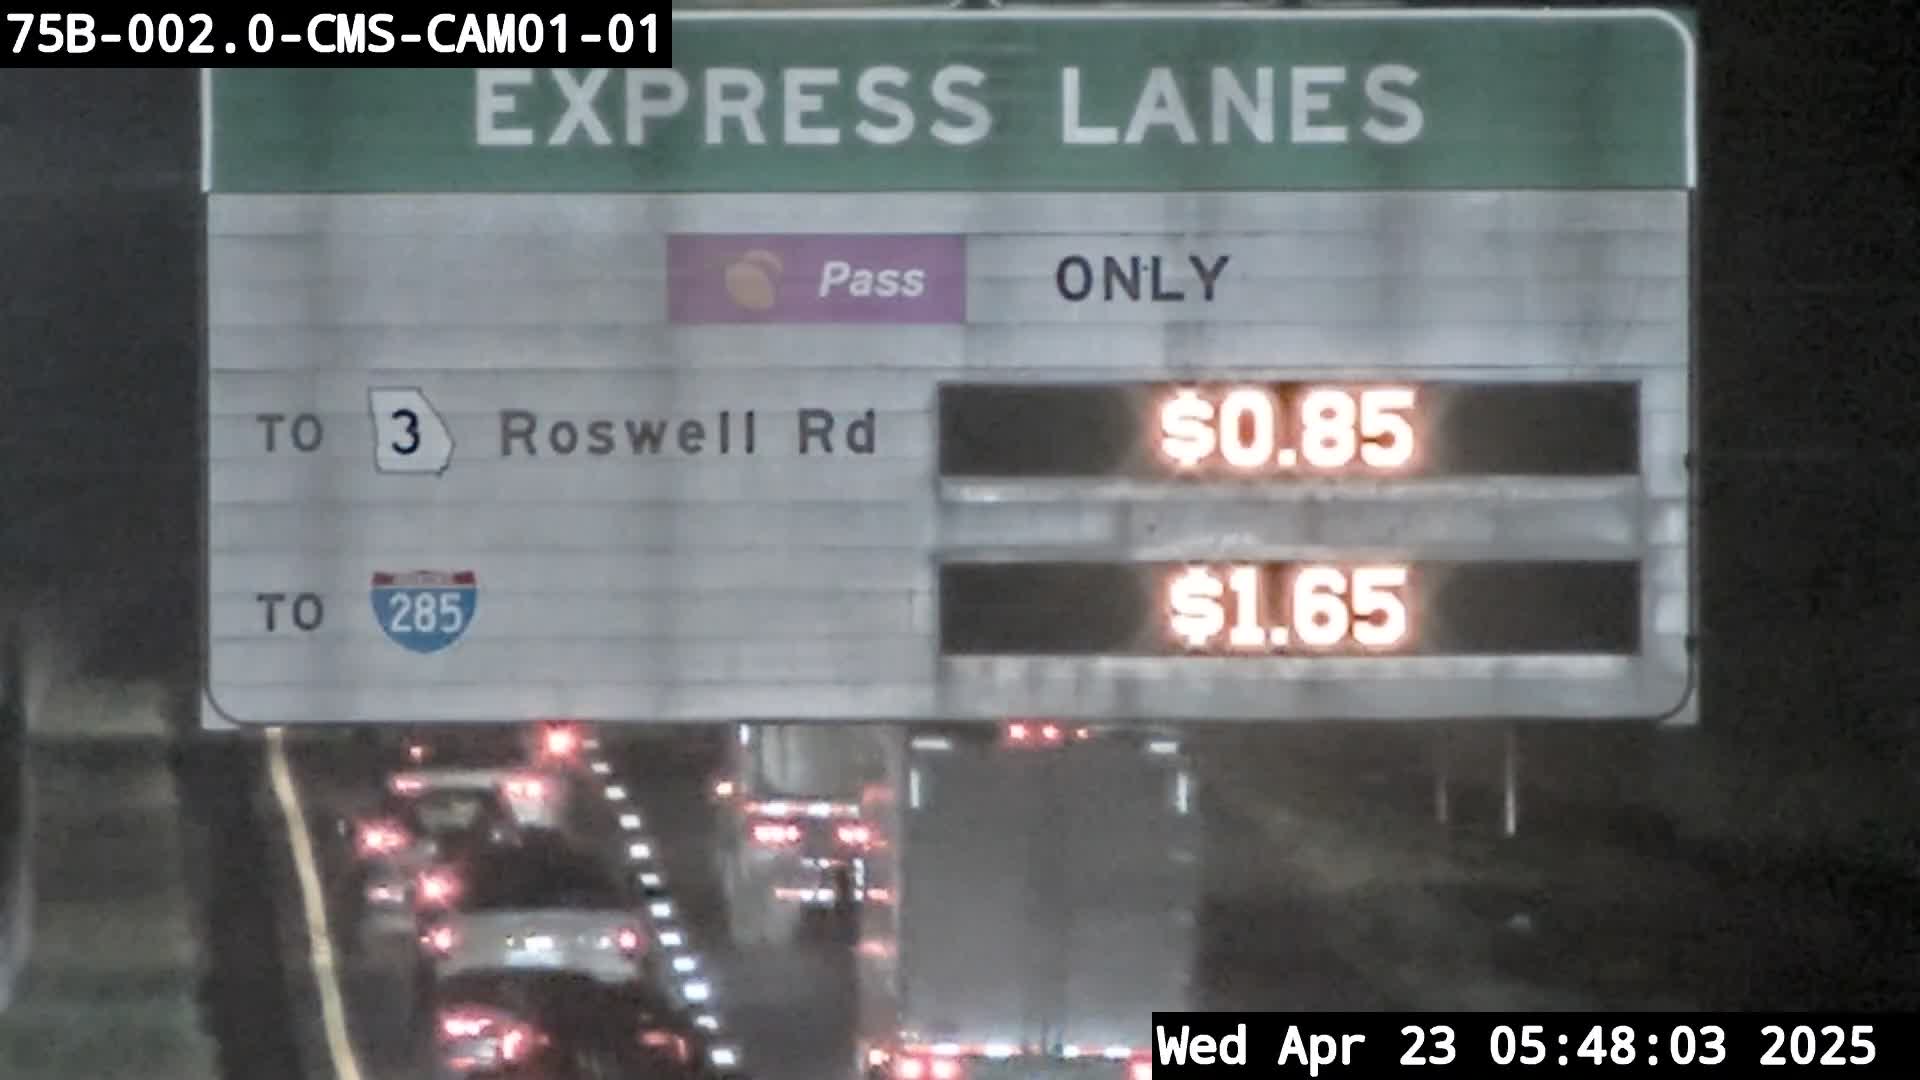 75B-002.0-CMS-CAM01-01
EXPRESS LANES
Pass ONLY
TO 3 Roswell Rd $0.85
TO 285 $1.65
Wed Apr 23 05:48:03 2025